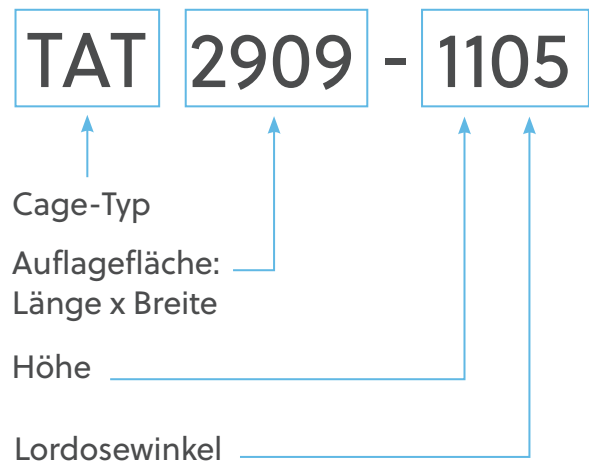 TAT 2909 - 1105
Cage-Typ
Auflagefläche:
Länge x Breite
Höhe
Lordosewinkel